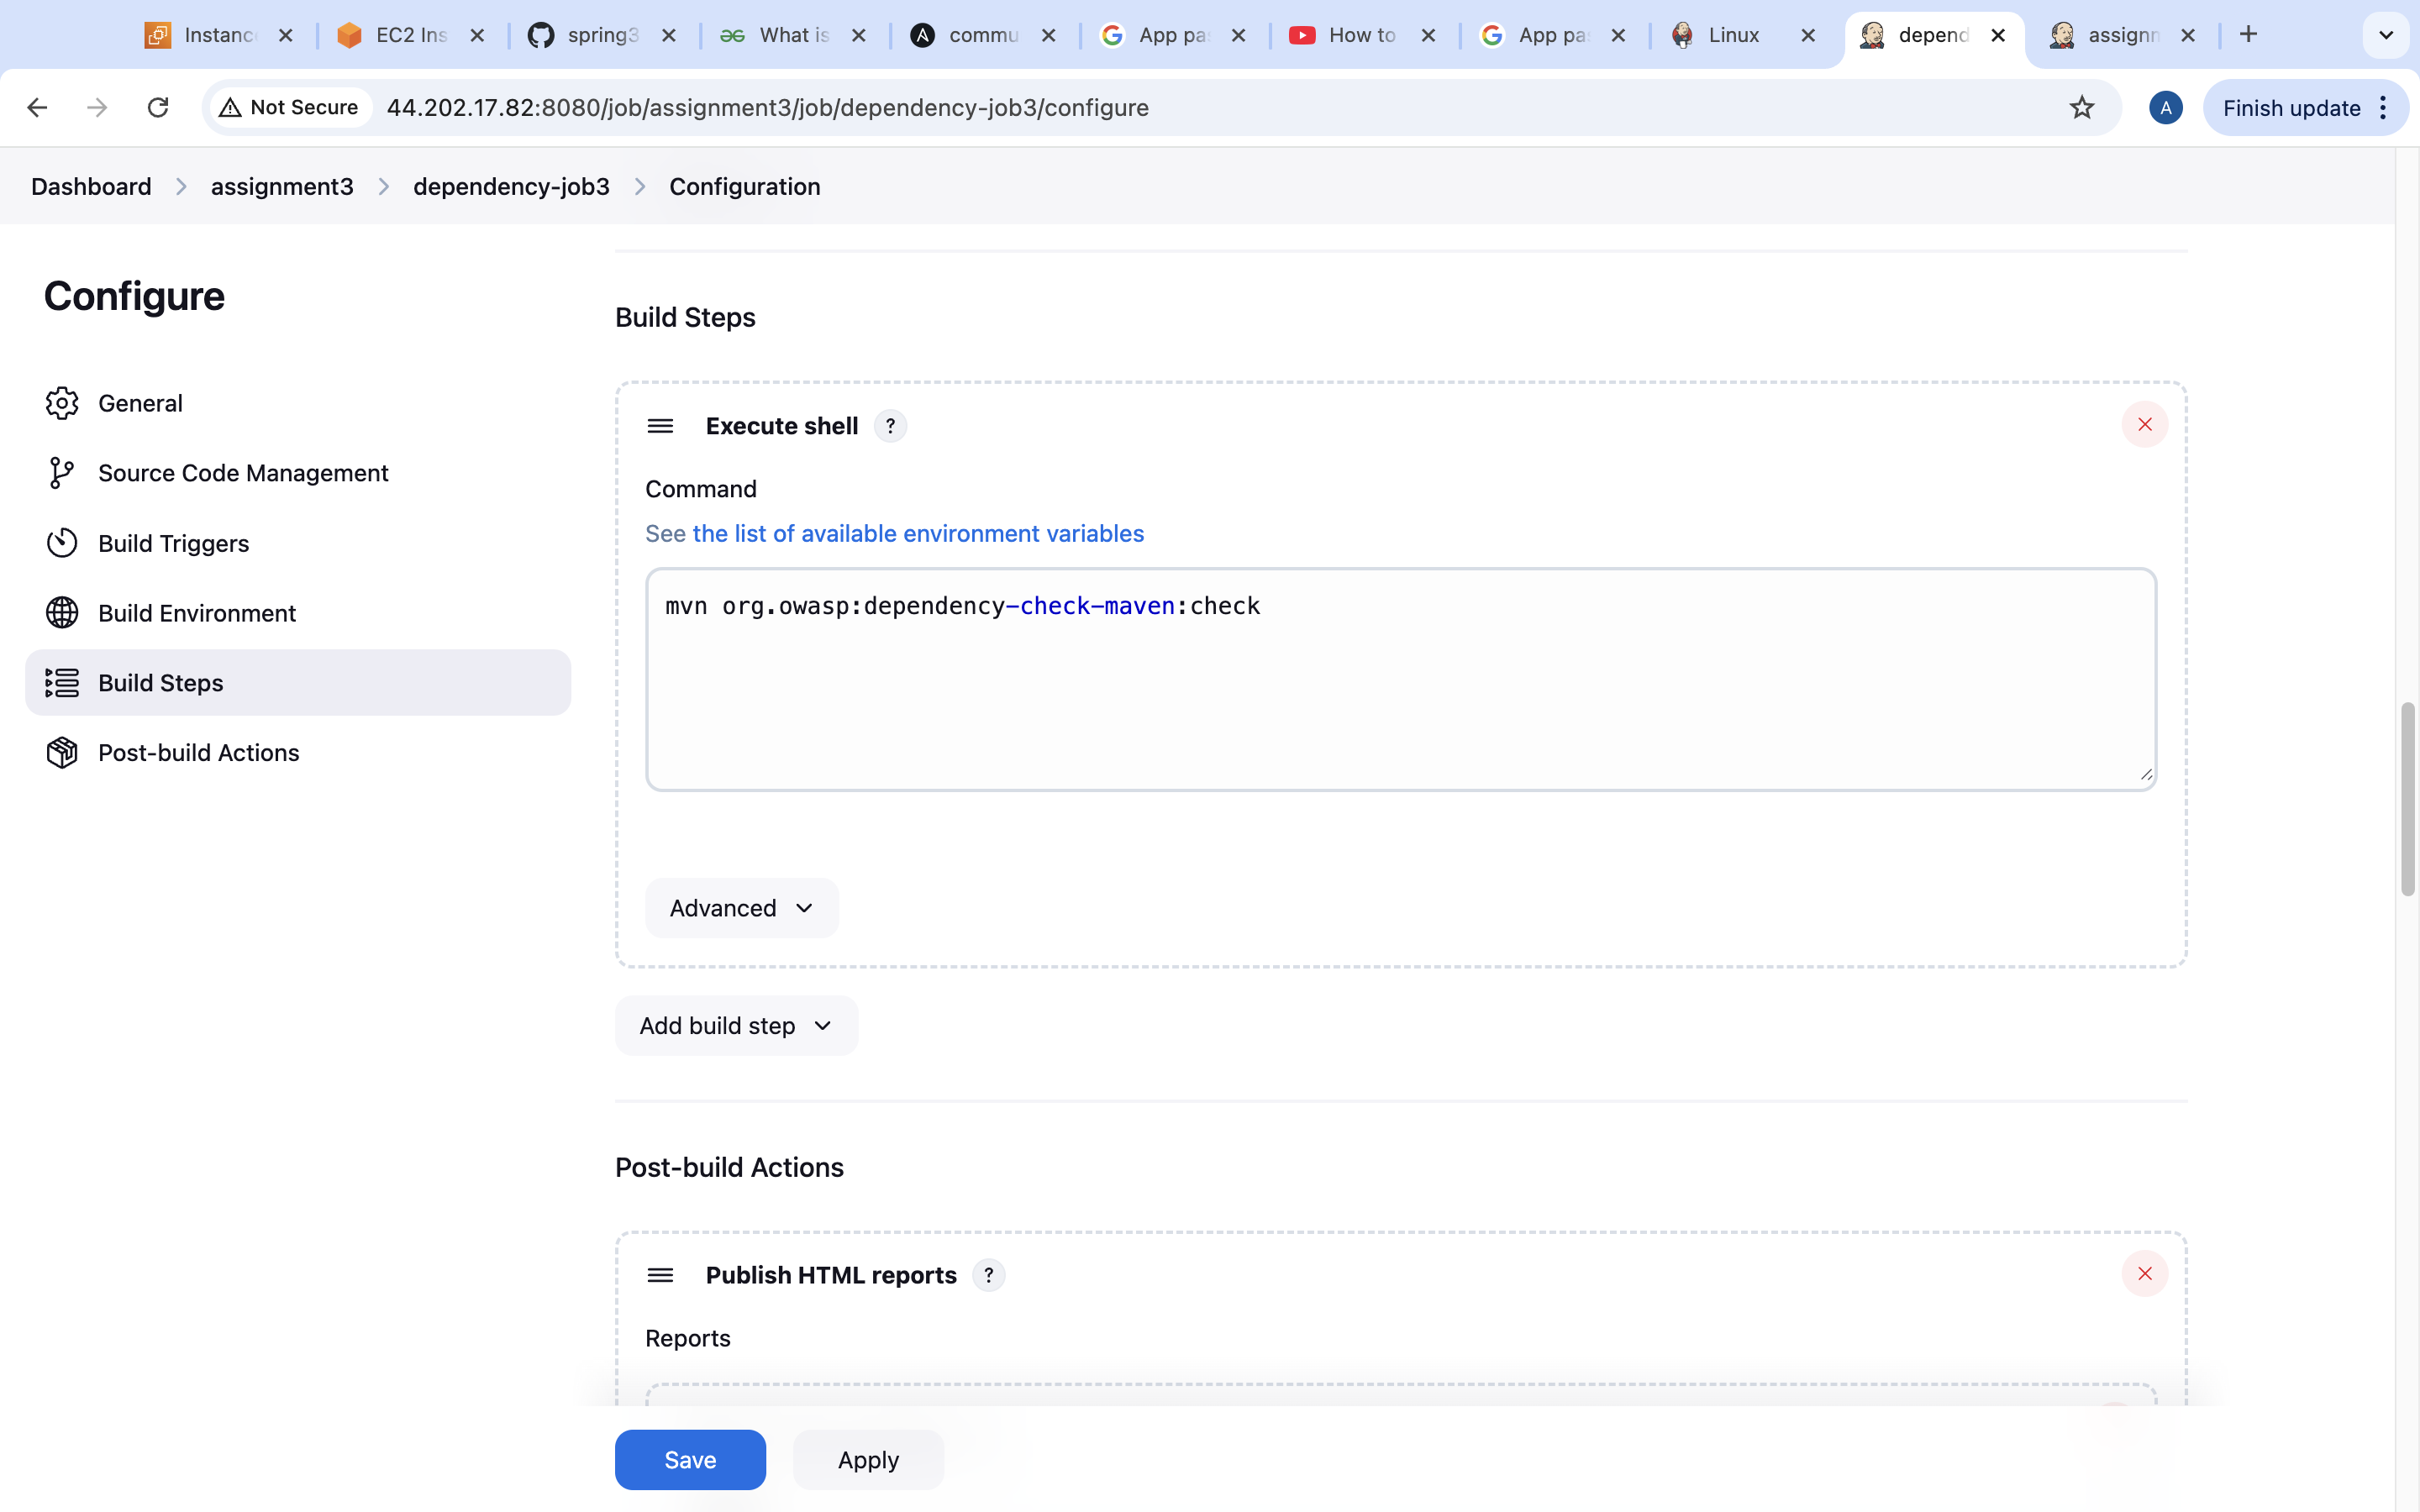 Instanc
EC2 Ins
spring3
What is
commu
App pa
How to
App pa
Linux
depend
assignm
Not Secure
44.202.17.82:8080/job/assignment3/job/dependency-job3/configure
A
Finish update
Dashboard > assignment3 > dependency-job3 > Configuration
Configure
General
Source Code Management
Build Triggers
Build Environment
Build Steps
Post-build Actions
Build Steps
Execute shell ?
Command
See the list of available environment variables
mvn org.owasp:dependency-check-maven:check
Advanced
Add build step
Post-build Actions
Publish HTML reports ?
Reports
Save
Apply